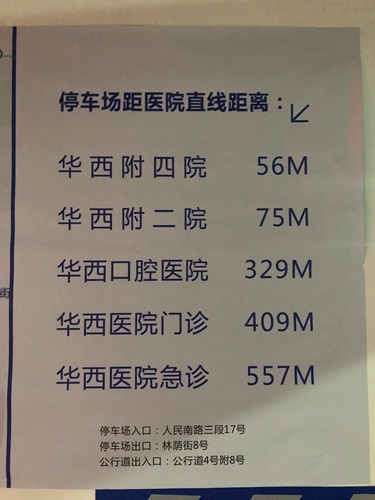 停车场距医院直线距离：↙
华西附四院 56M
华西附二院 75M
华西口腔医院 329M
街
华西医院门诊 409M
华西医院急诊 557M
停车场入口：人民南路三段17号
停车场出口：林荫街8号
公行道出入口：公行道4号附8号